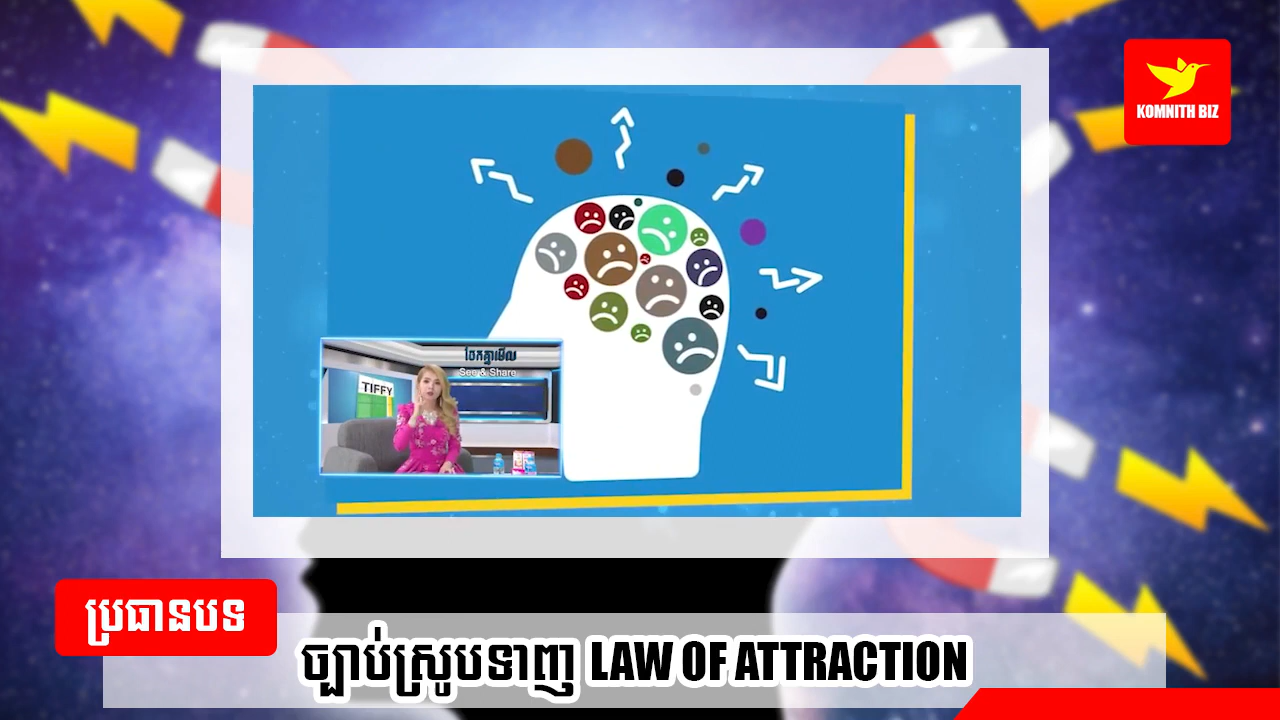 KOMNITH BIZ
ចែកគ្នាមើល
See & Share
TIFFY
ប្រធានបទ
ច្បាប់ស្រូបទាញ LAW OF ATTRACTION